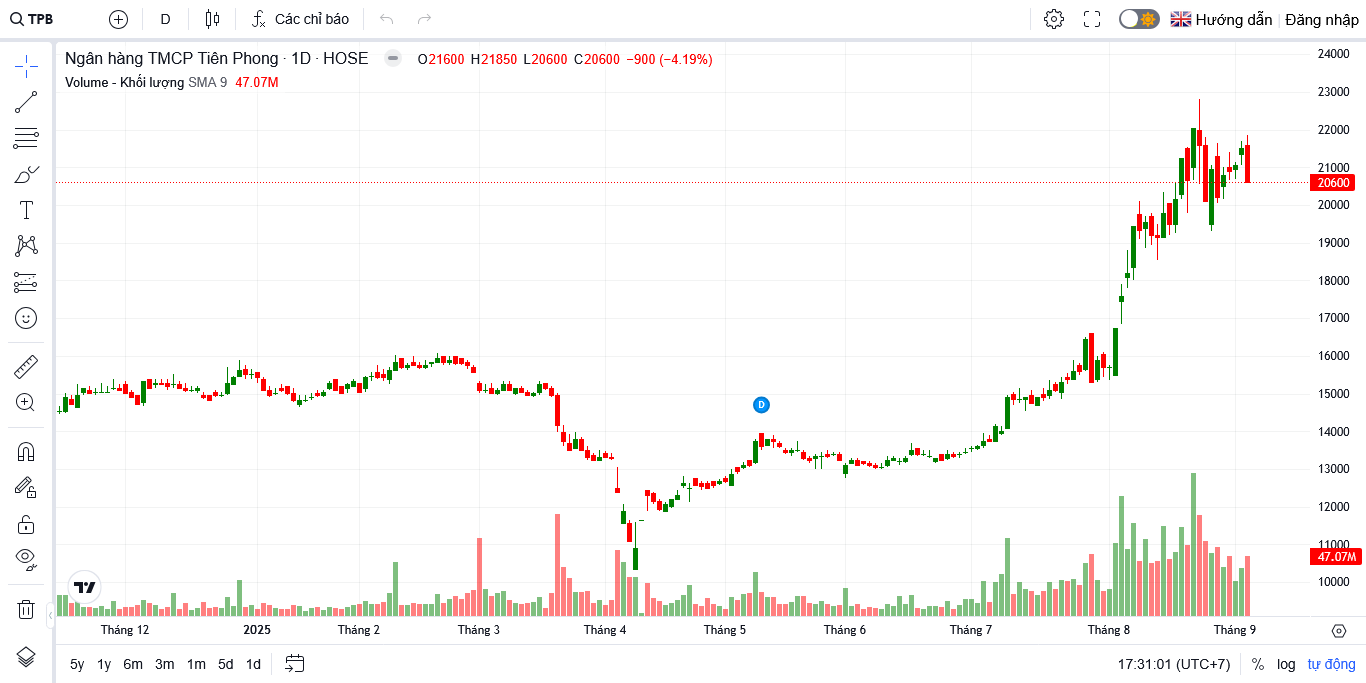 TPB D Các chỉ báo Hướng dẫn Đăng nhập
Ngân hàng TMCP Tiên Phong · 1D · HOSE O21600 H21850 L20600 C20600 −900 (−4.19%)
Volume - Khối lượng SMA 9 47.07M
24000
23000
22000
21000
20600
20000
19000
18000
17000
16000
15000
14000
D
13000
12000
11000
47.07M
10000
Tháng 12 2025 Tháng 2 Tháng 3 Tháng 4 Tháng 5 Tháng 6 Tháng 7 Tháng 8 Tháng 9
5y 1y 6m 3m 1m 5d 1d 17:31:01 (UTC+7) % log tự động